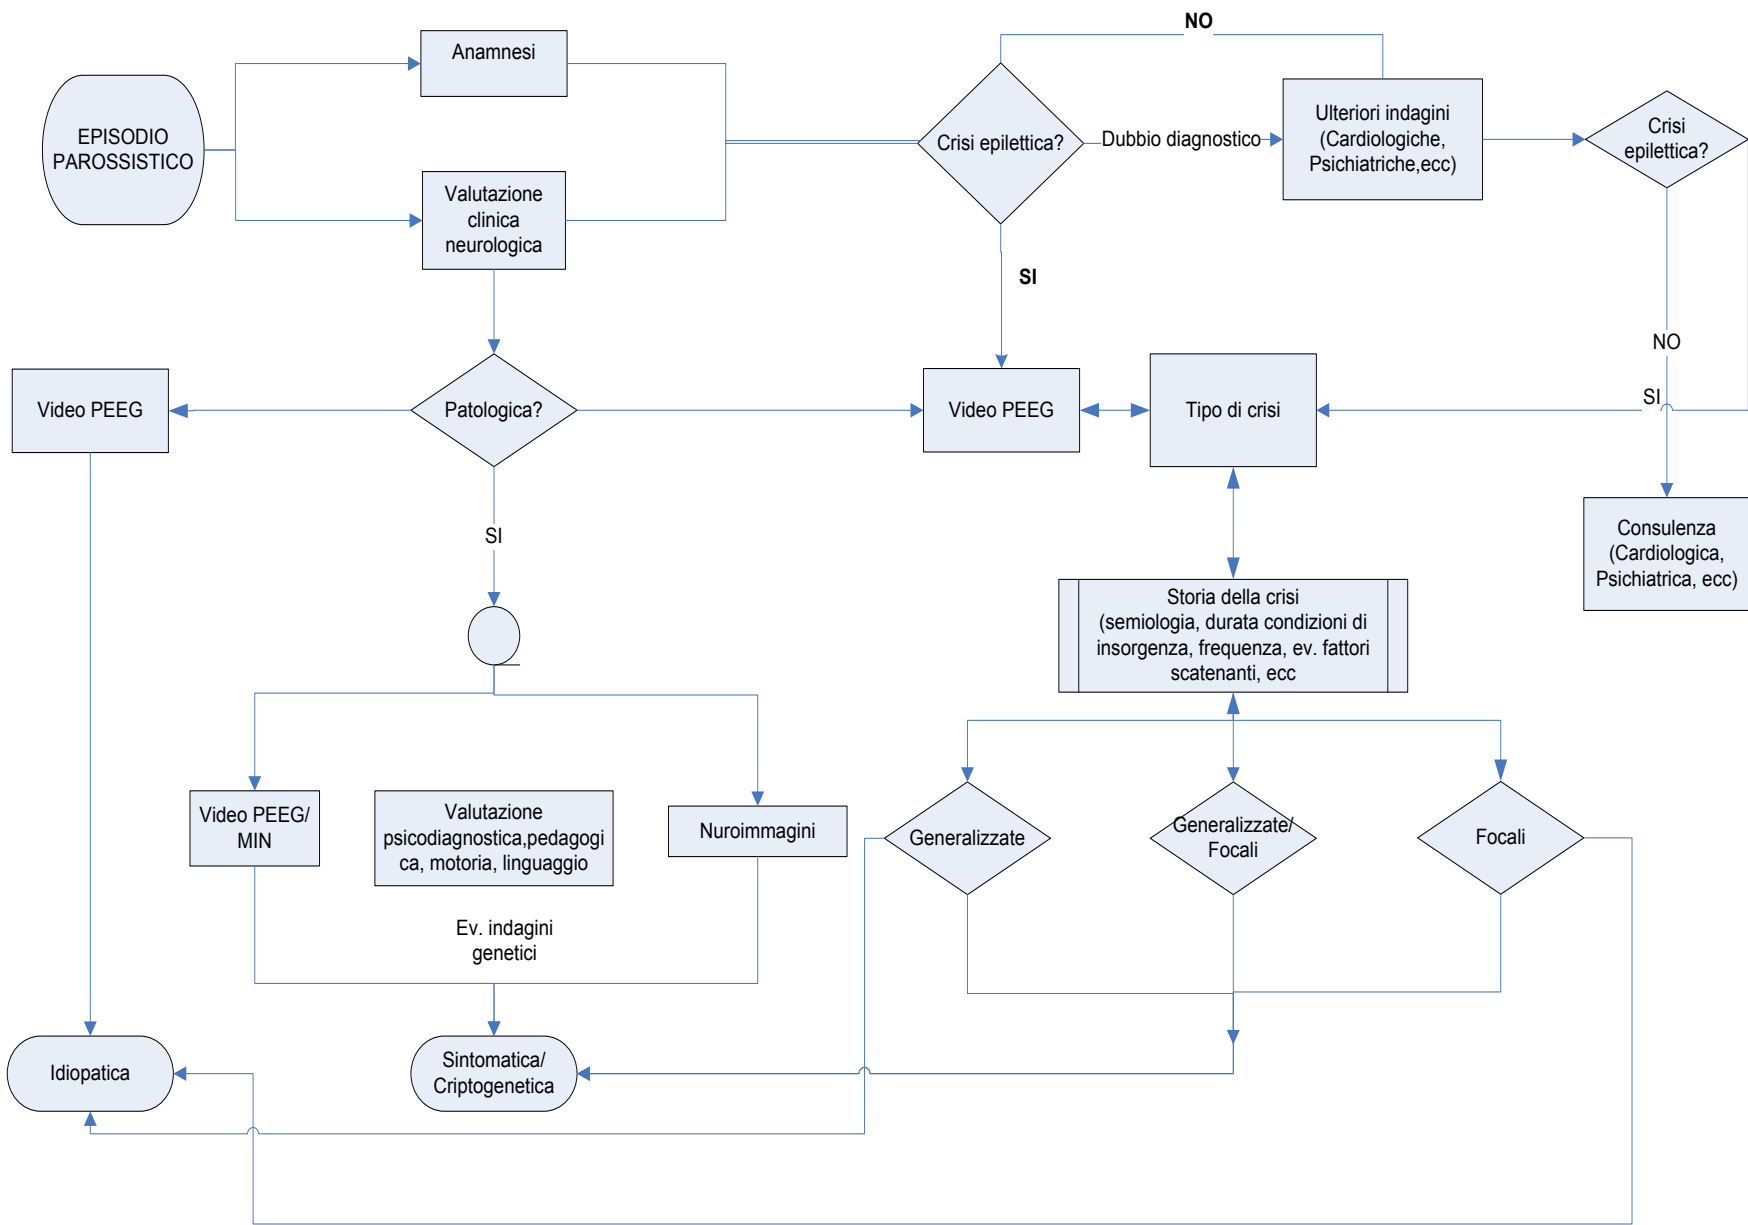 NO
Anamnesi
EPISODIO
PAROSSISTICO
Crisi epilettica?
Dubbio diagnostico
Ulteriori indagini
(Cardiologiche,
Psichiatriche,ecc)
Crisi
epilettica?
Valutazione
clinica
neurologica
SI
NO
Video PEEG
Patologica?
Video PEEG
Tipo di crisi
SI
SI
Consulenza
(Cardiologica,
Psichiatrica, ecc)
Storia della crisi
(semiologia, durata condizioni di
insorgenza, frequenza, ev. fattori
scatenanti, ecc
Video PEEG/
MIN
Valutazione
psicodiagnostica,pedagogi
ca, motoria, linguaggio
Nuroimmagini
Generalizzate
Generalizzate/
Focali
Focali
Ev. indagini
genetici
Idiopatica
Sintomatica/
Criptogenetica